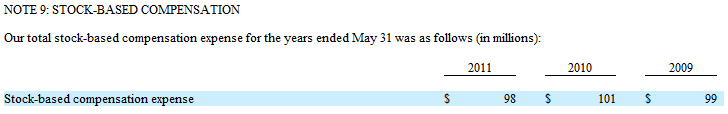 NOTE 9: STOCK-BASED COMPENSATION
Our total stock-based compensation expense for the years ended May 31 was as follows (in millions):
2011 2010 2009
Stock-based compensation expense $ 98 $ 101 $ 99